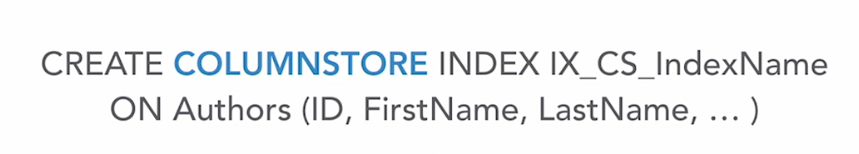 CREATE COLUMNSTORE INDEX IX_CS_IndexName
ON Authors (ID, FirstName, LastName, … )